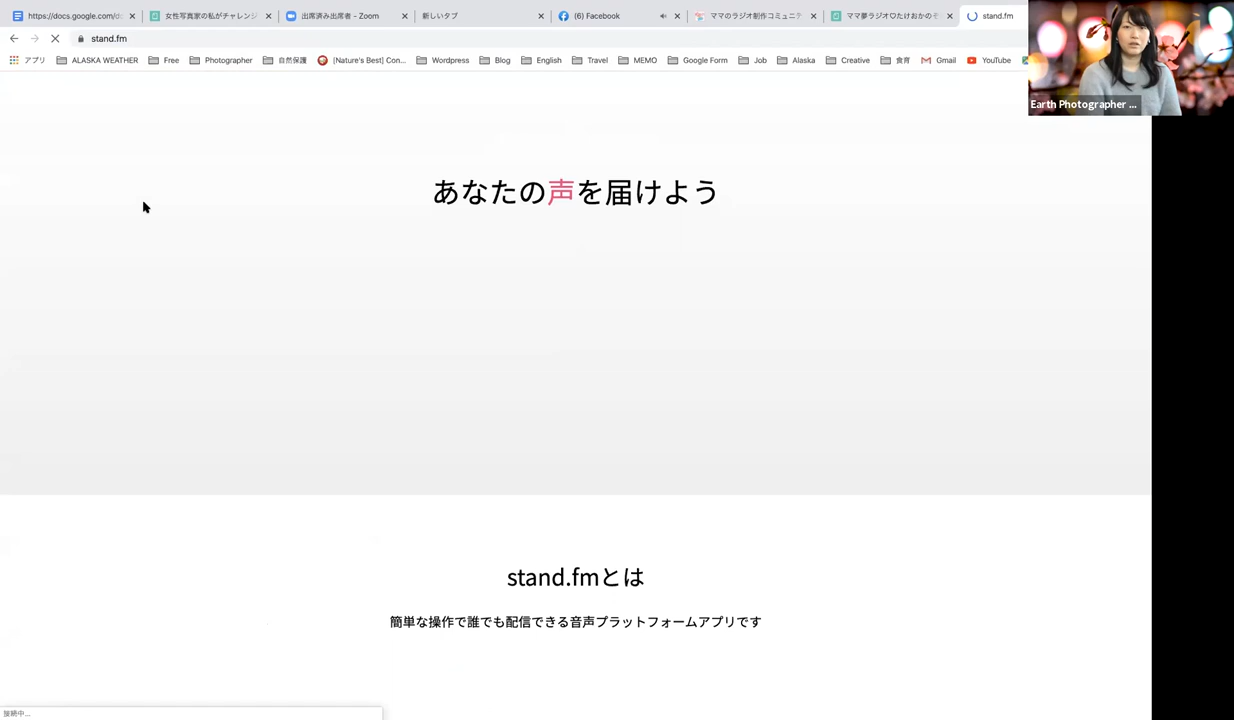 https://docs.google.com/d
女性写真家の私がチャレンジ
出席済み出席者 - Zoom
新しいタブ
(6) Facebook
ママのラジオ制作コミュニテ
ママ夢ラジオ♡たけおかのぞ
stand.fm
stand.fm
アプリ
ALASKA WEATHER
Free
Photographer
自然保護
[Nature's Best] Con...
Wordpress
Blog
English
Travel
MEMO
Google Form
Job
Alaska
Creative
食育
Gmail
YouTube
Earth Photographer ...
あなたの声を届けよう
stand.fmとは
簡単な操作で誰でも配信できる音声プラットフォームアプリです
接続中...